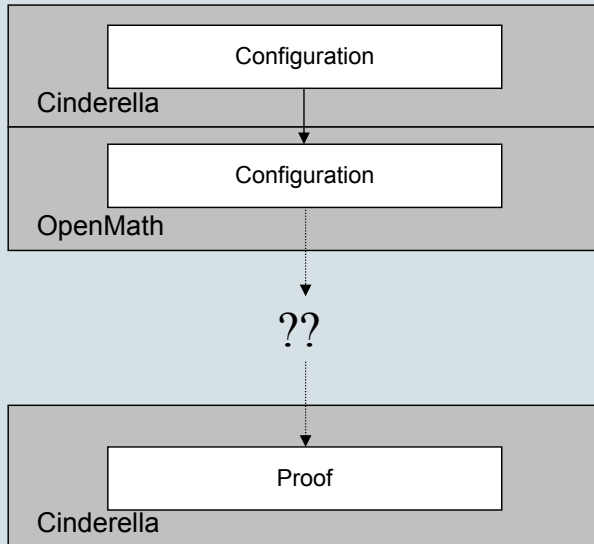 Configuration
Cinderella
Configuration
OpenMath
??
Proof
Cinderella